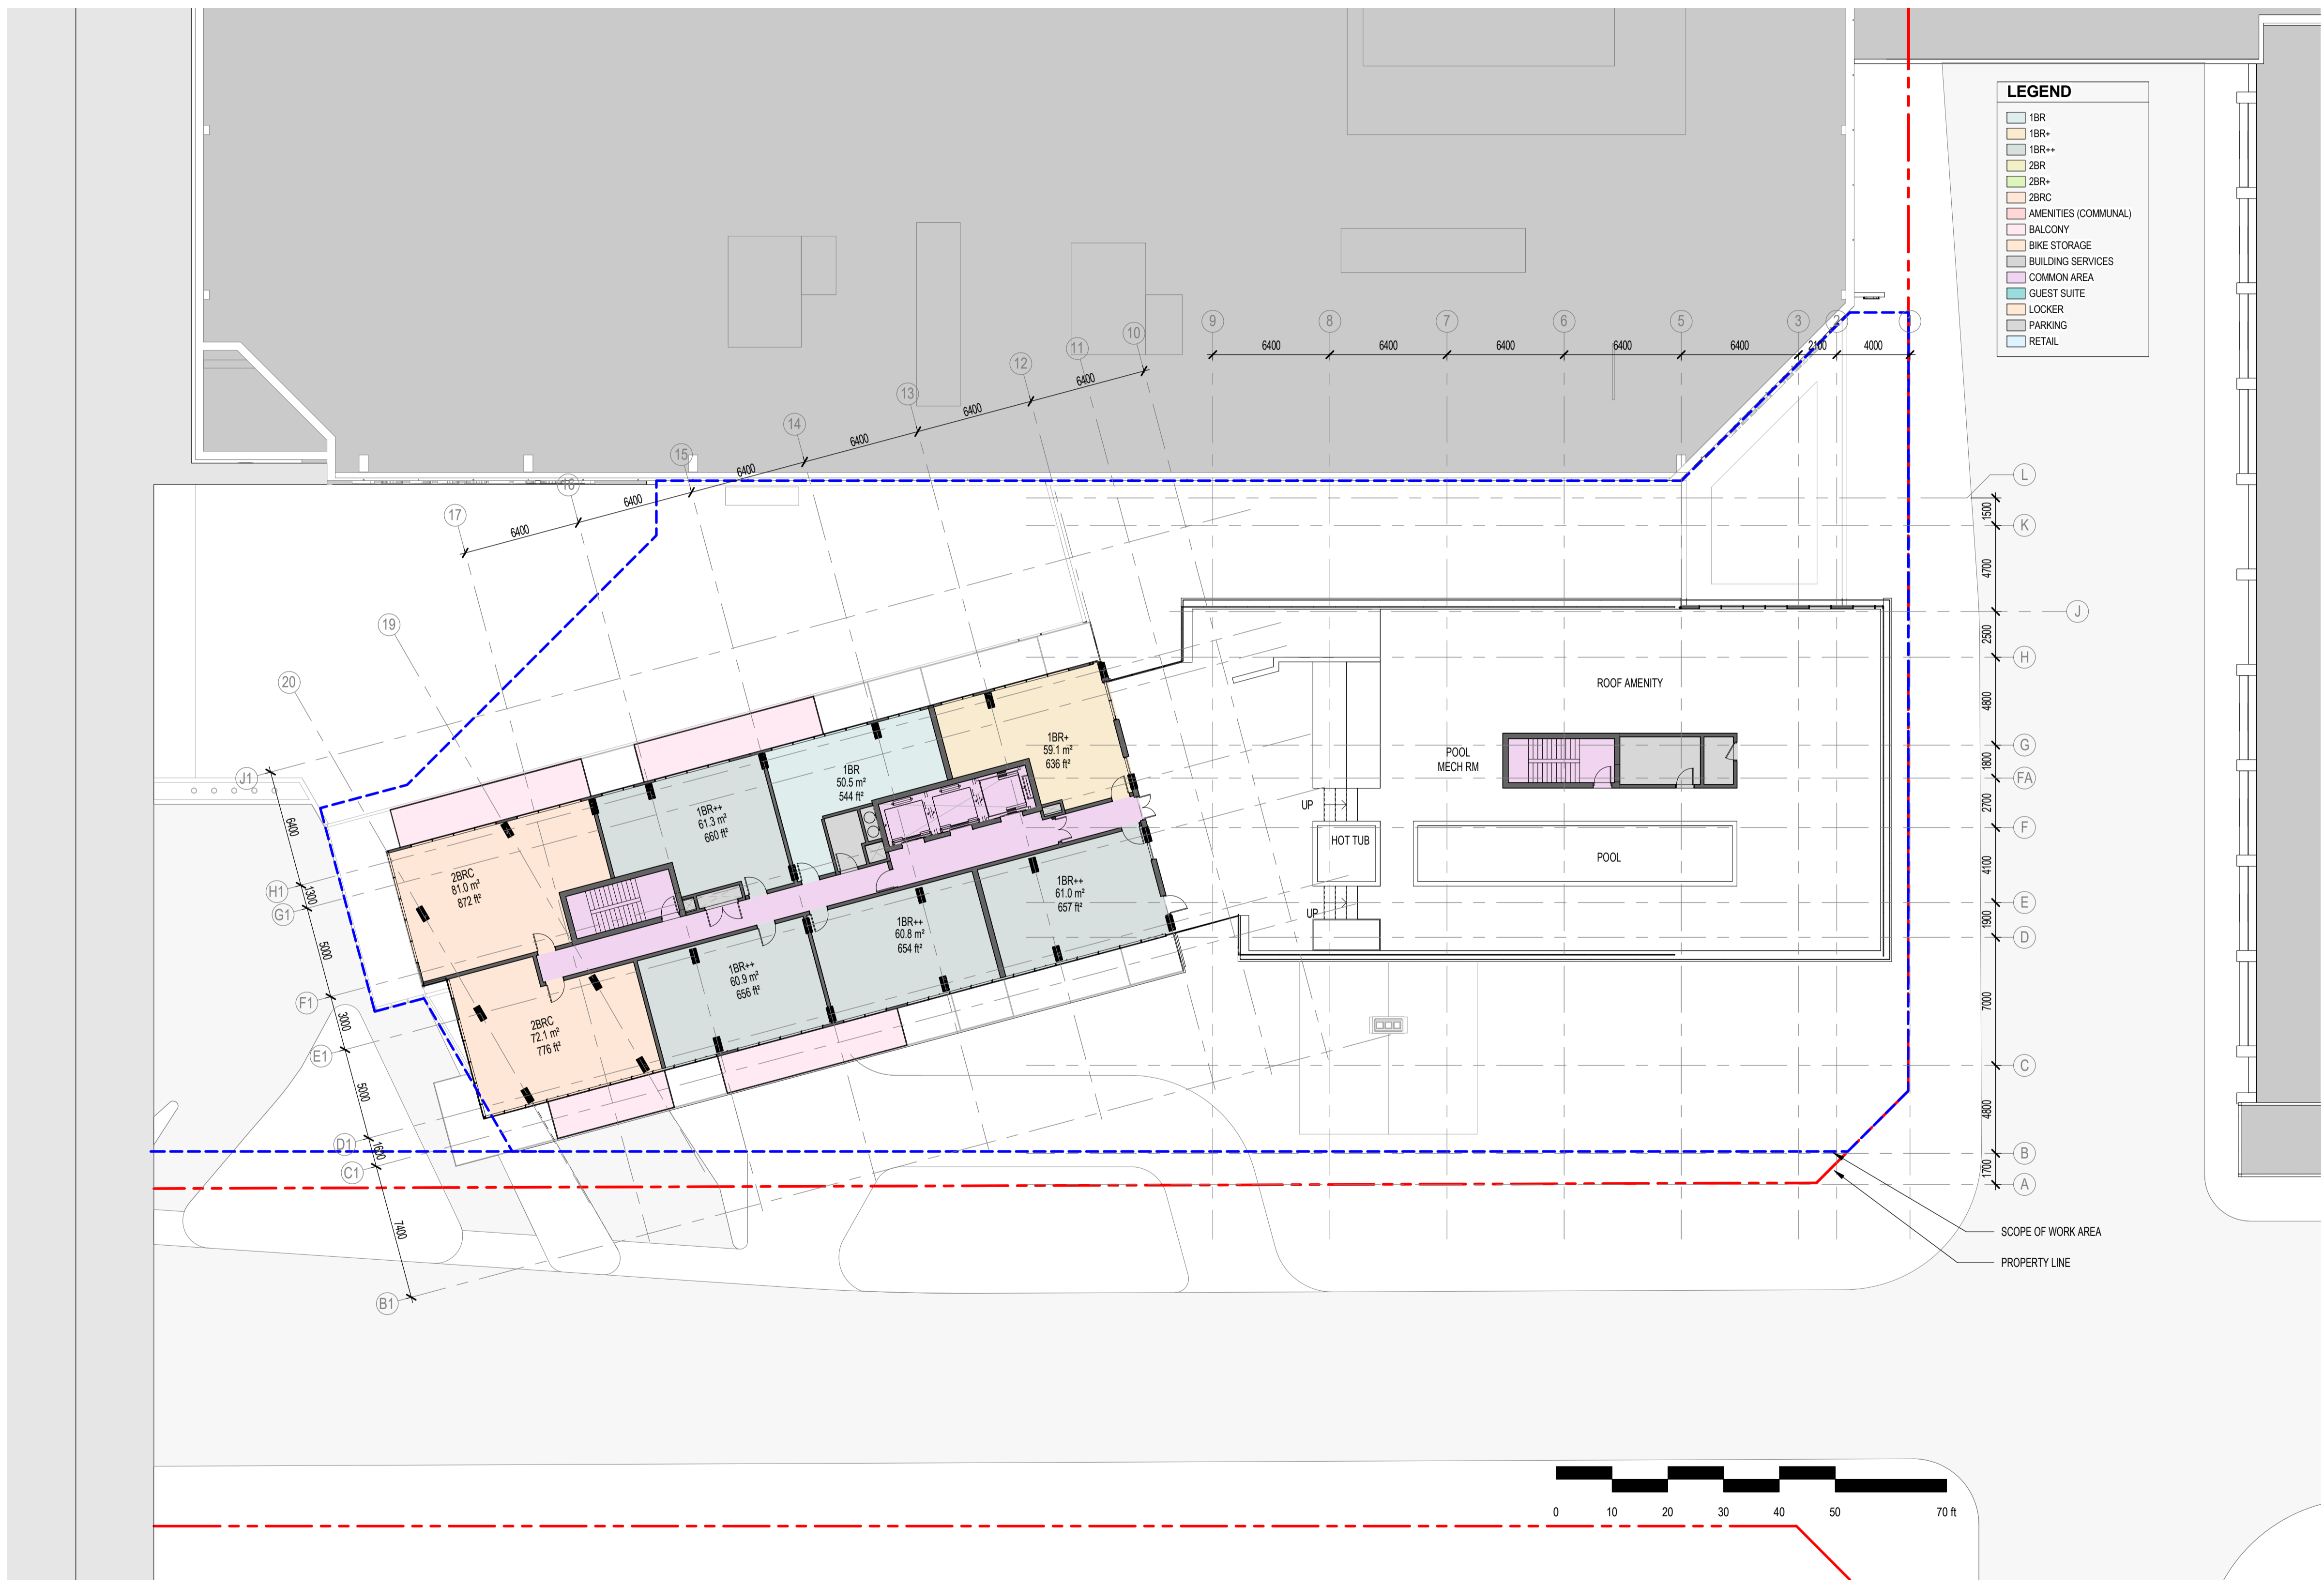 LEGEND
1BR
1BR+
1BR++
2BR
2BR+
2BRC
AMENITIES (COMMUNAL)
BALCONY
BIKE STORAGE
BUILDING SERVICES
COMMON AREA
GUEST SUITE
LOCKER
PARKING
RETAIL
9
8
7
6
5
3
2
6400
6400
6400
6400
6400
2100
4000
10
11
12
13
14
15
16
17
19
20
6400
6400
6400
6400
6400
6400
L
K
J
H
G
FA
F
E
D
C
B
A
1500
4700
2500
4800
1800
2700
4100
1900
7000
4800
1700
J1
H1
G1
F1
E1
D1
C1
B1
6400
1300
5000
3000
5000
1600
7400
1BR+
59.1 m²
636 ft²
1BR
50.5 m²
544 ft²
1BR++
61.3 m²
660 ft²
2BRC
81.0 m²
872 ft²
1BR++
61.0 m²
657 ft²
1BR++
60.8 m²
654 ft²
1BR++
60.9 m²
656 ft²
2BRC
72.1 m²
776 ft²
ROOF AMENITY
POOL
MECH RM
UP
HOT TUB
POOL
UP
SCOPE OF WORK AREA
PROPERTY LINE
0 10 20 30 40 50 70 ft